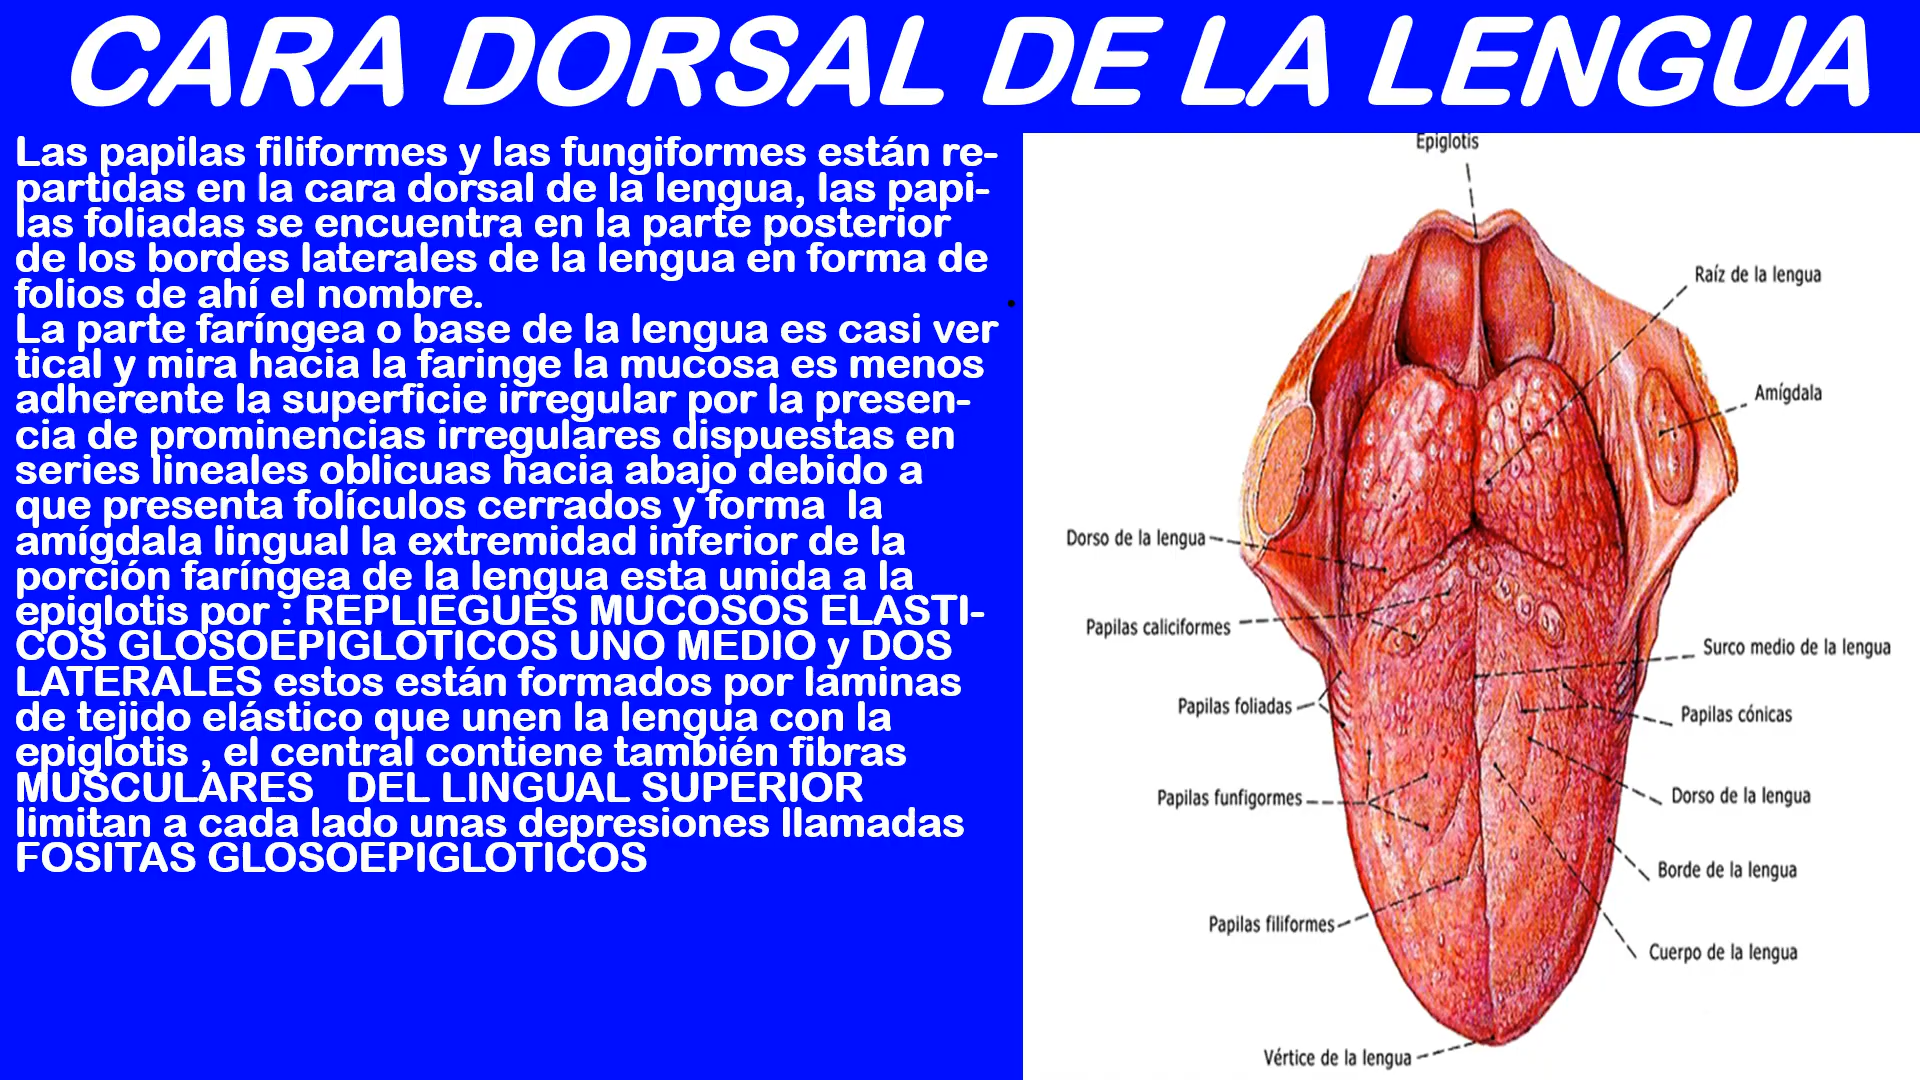 CARA DORSAL DE LA LENGUA
Las papilas filiformes y las fungiformes están re-
partidas en la cara dorsal de la lengua, las papi-
las foliadas se encuentra en la parte posterior
de los bordes laterales de la lengua en forma de
folios de ahí el nombre.
La parte faríngea o base de la lengua es casi ver
tical y mira hacia la faringe la mucosa es menos
adherente la superficie irregular por la presen-
cia de prominencias irregulares dispuestas en
series lineales oblicuas hacia abajo debido a
que presenta folículos cerrados y forma  la
amígdala lingual la extremidad inferior de la
porción faríngea de la lengua esta unida a la
epiglotis por : REPLIEGUES MUCOSOS ELASTI-
COS GLOSOEPIGLOTICOS UNO MEDIO y DOS
LATERALES estos están formados por laminas
de tejido elástico que unen la lengua con la
epiglotis , el central contiene también fibras
MUSCULARES   DEL LINGUAL SUPERIOR
limitan a cada lado unas depresiones llamadas
FOSITAS GLOSOEPIGLOTICOS
Epiglotis
Raíz de la lengua
Amígdala
Dorso de la lengua
Papilas caliciformes
Surco medio de la lengua
Papilas foliadas
Papilas cónicas
Papilas funfigormes
Dorso de la lengua
Borde de la lengua
Papilas filiformes
Cuerpo de la lengua
Vértice de la lengua